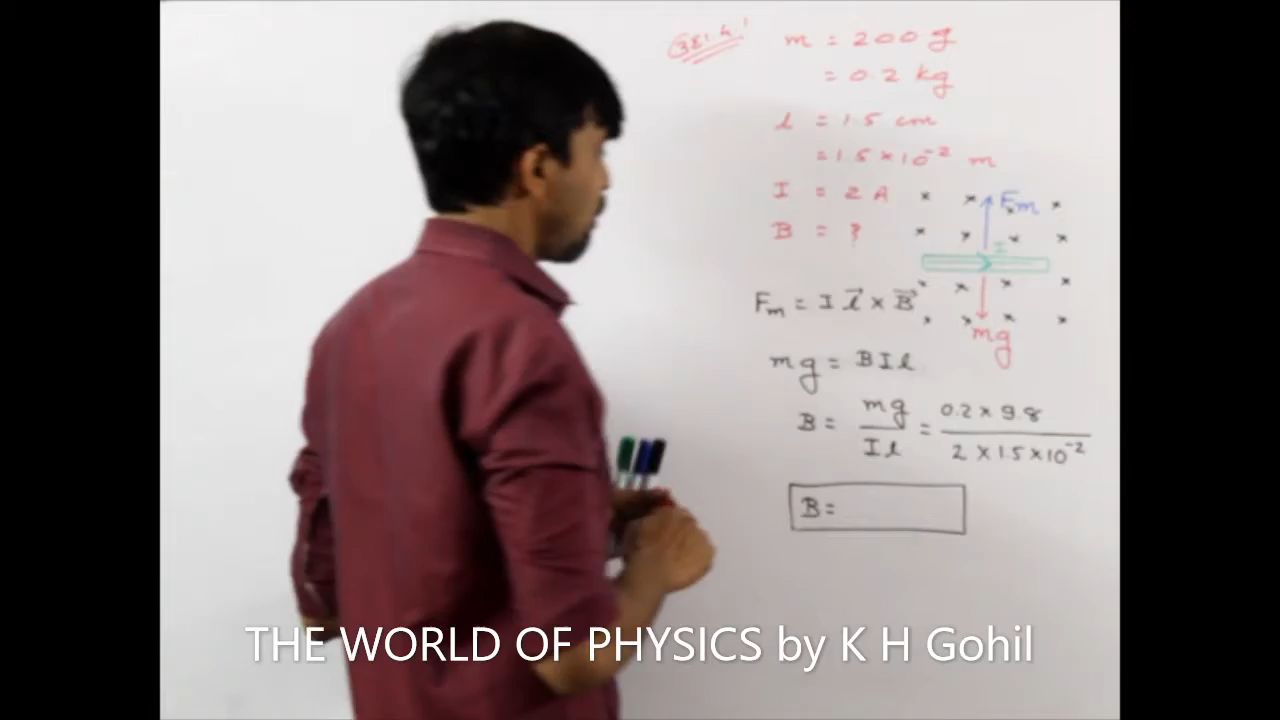 m = 200 g
= 0.2 kg
l = 1.5 cm
= 1.5 × 10⁻² m
I = 2 A
B = ?
Fm
I
mg
Fm = I l⃗ × B⃗
mg = BIl
B = mg / Il = 0.2 × 9.8 / 2 × 1.5 × 10⁻²
B =
THE WORLD OF PHYSICS by K H Gohil